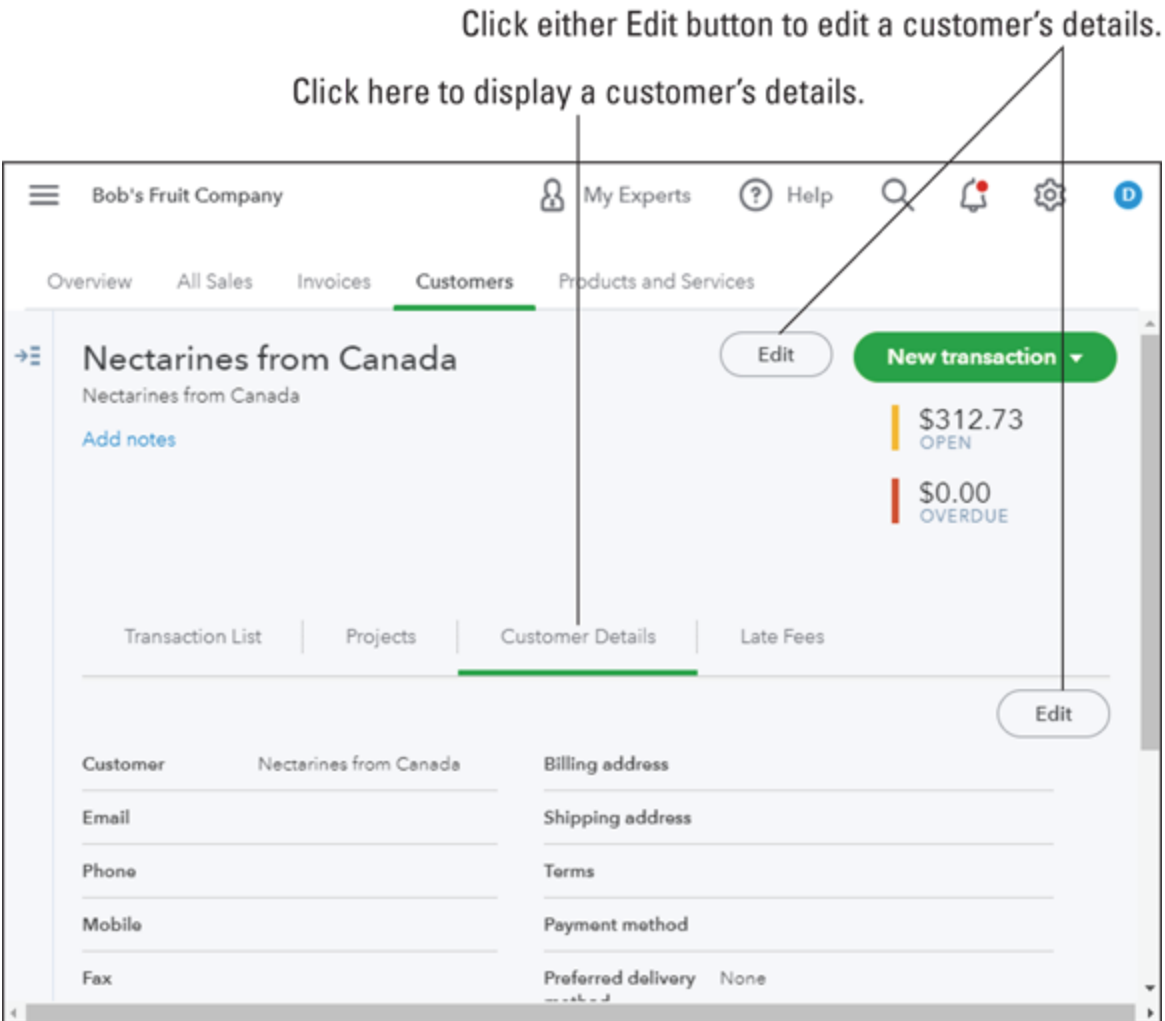 Click either Edit button to edit a customer’s details.
Click here to display a customer’s details.
Bob's Fruit Company My Experts ? Help D
Overview All Sales Invoices Customers Products and Services
Nectarines from Canada Edit New transaction
Nectarines from Canada
Add notes
$312.73
OPEN
$0.00
OVERDUE
Transaction List Projects Customer Details Late Fees
Edit
Customer Nectarines from Canada Billing address
Email Shipping address
Phone Terms
Mobile Payment method
Fax Preferred delivery None